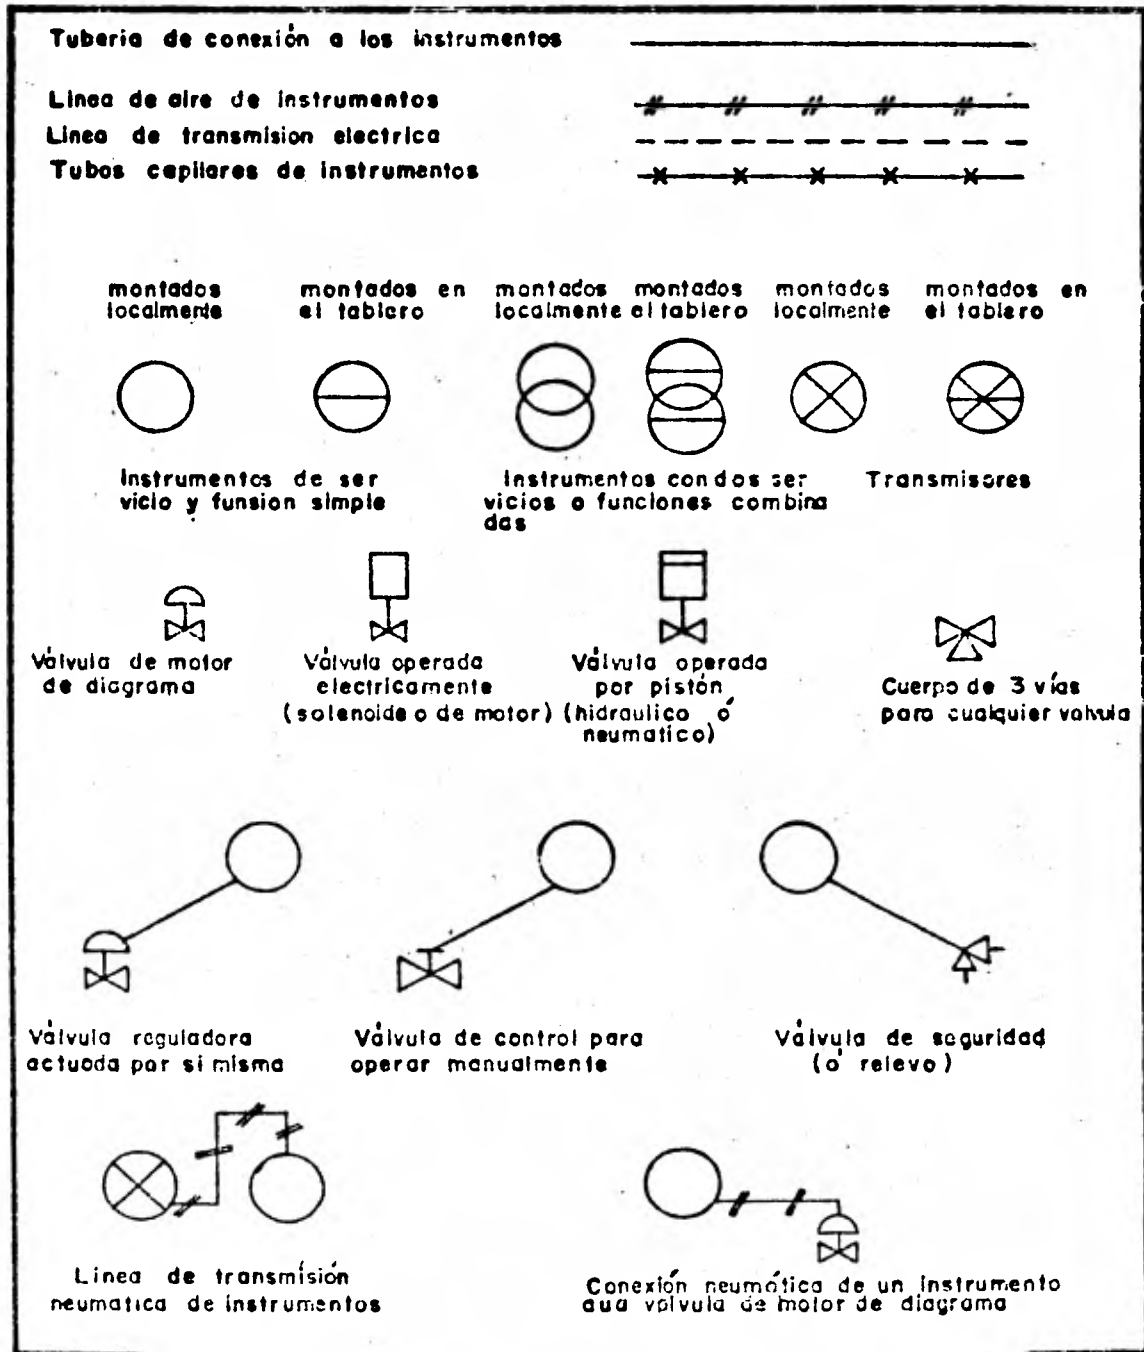 Tuberia de conexión a los instrumentos
Linea de aire de instrumentos
Linea de transmision electrica
Tubos capilares de instrumentos
montados localmente
montados en el tablero
montados localmente
montados el tablero
montados localmente
montados en el tablero
Instrumentos de ser
vicio y funsion simple
Instrumentos con dos ser
vicios o funciones combina
das
Transmisores
Válvula de motor
de diagrama
Válvula operada
electricamente
(solenoide o de motor)
Válvula operada
por pistón
(hidraulico ó
neumatico)
Cuerpo de 3 vías
para cualquier valvula
Válvula reguladora
actuada por si misma
Válvula de control para
operar manualmente
Válvula de seguridad
(ó relevo)
Linea de transmisión
neumatica de instrumentos
Conexión neumática de un instrumento
aua válvula de motor de diagrama